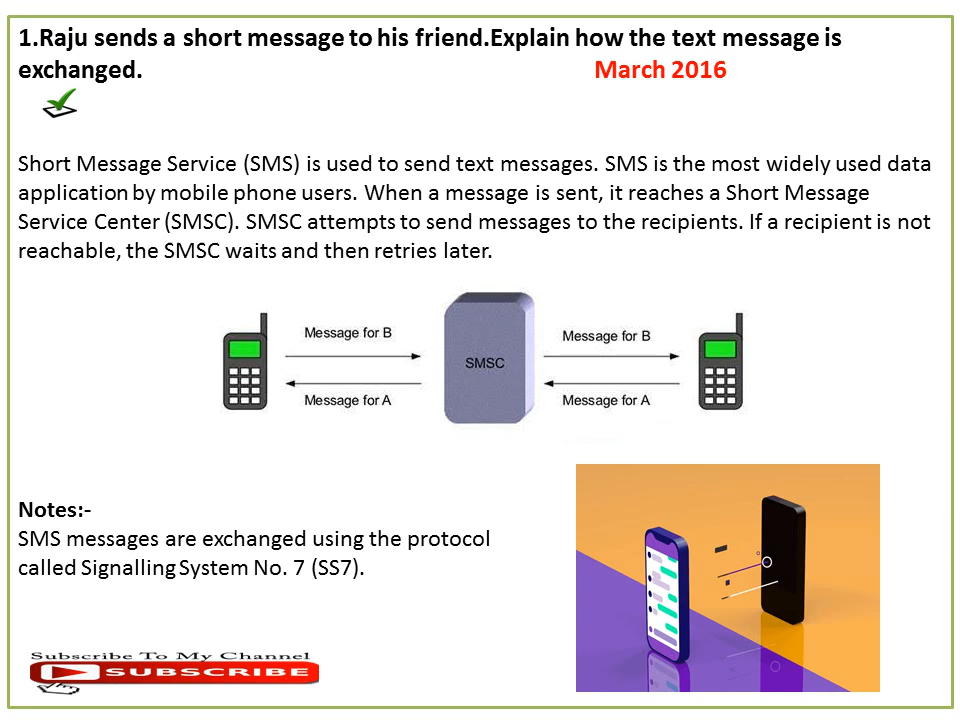 1.Raju sends a short message to his friend.Explain how the text message is
exchanged. March 2016
Short Message Service (SMS) is used to send text messages. SMS is the most widely used data
application by mobile phone users. When a message is sent, it reaches a Short Message
Service Center (SMSC). SMSC attempts to send messages to the recipients. If a recipient is not
reachable, the SMSC waits and then retries later.
Message for B
SMSC
Message for B
Message for A
Message for A
Notes:-
SMS messages are exchanged using the protocol
called Signalling System No. 7 (SS7).
Subscribe To My Channel
SUBSCRIBE